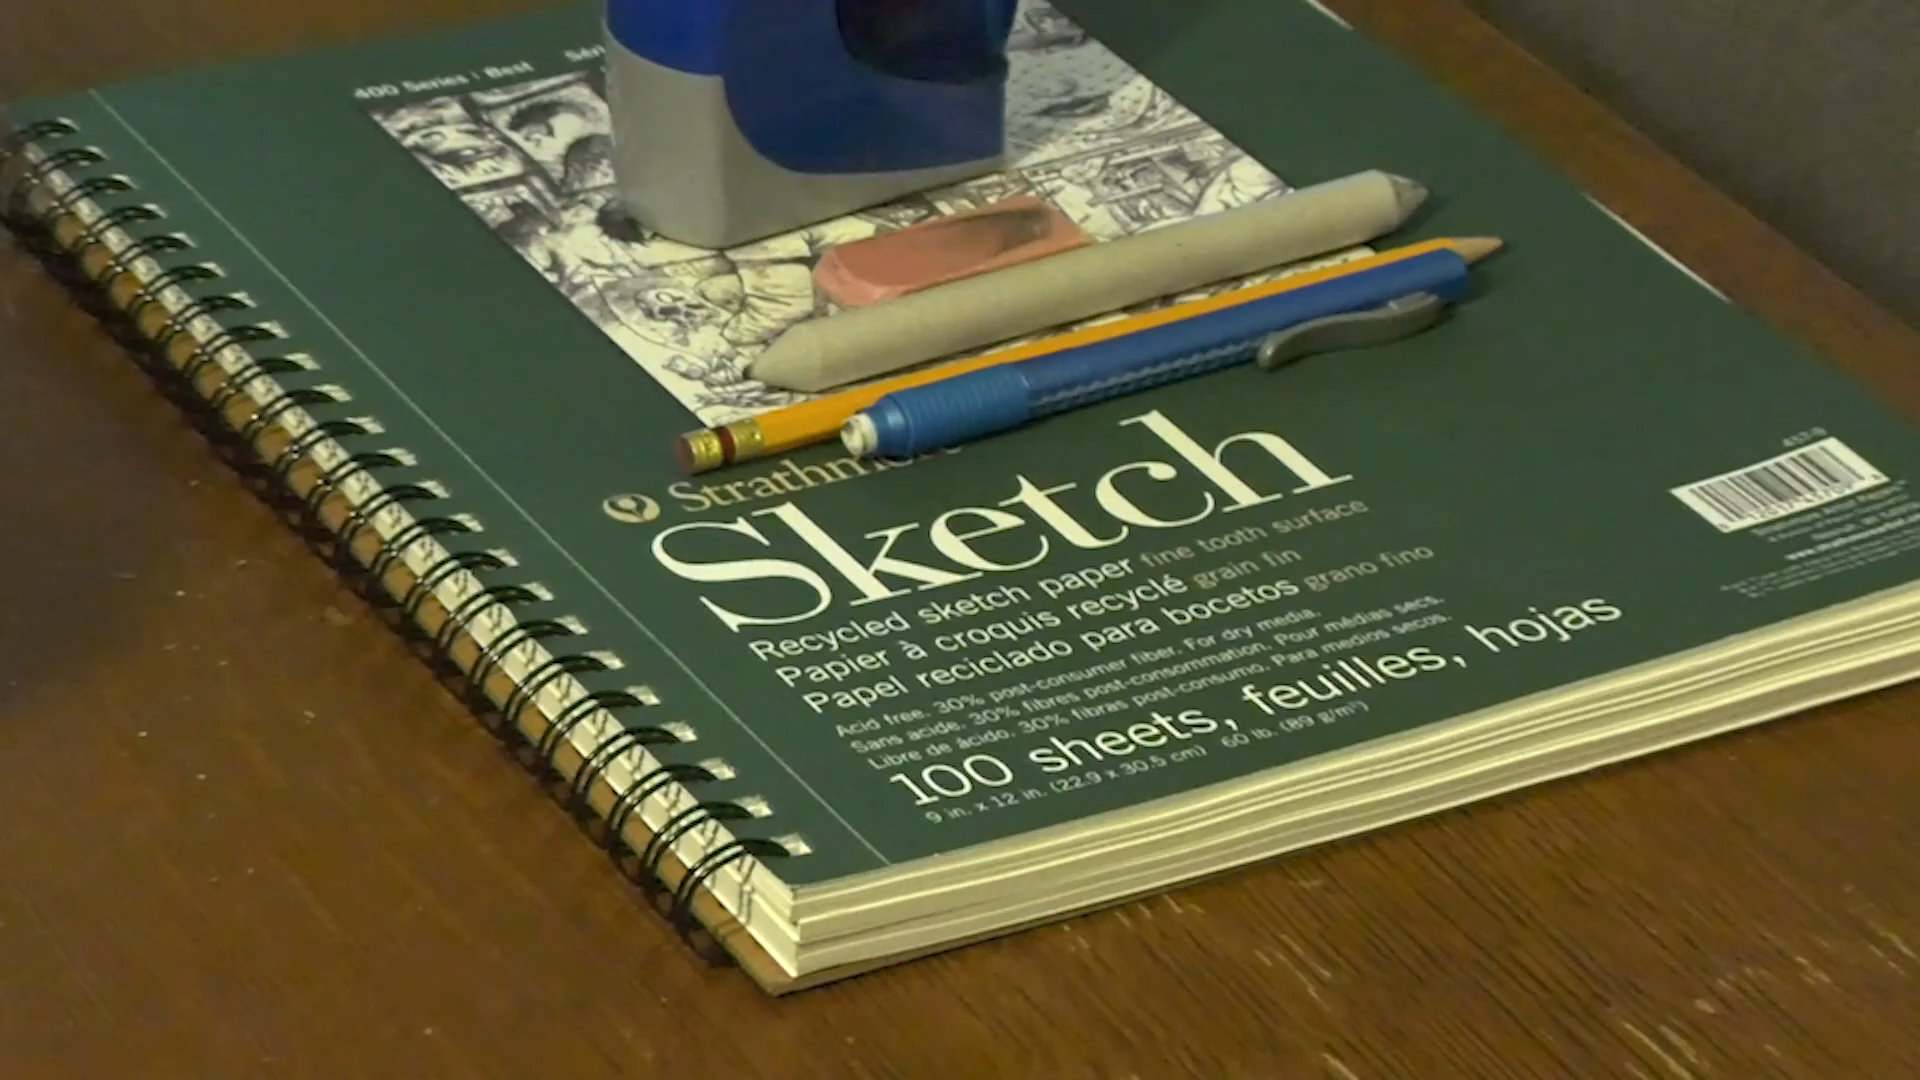 400 Series | Best
Strathmore
Sketch
Recycled sketch paper fine tooth surface
Papier à croquis recyclé grain fin
Papel reciclado para bocetos grano fino
Acid free. 30% post-consumer fiber. For dry media.
Sans acide. 30% fibres post-consommation. Pour médias secs.
Libre de ácido. 30% fibras post-consumo. Para medios secos.
100 sheets, feuilles, hojas
9 in. x 12 in. (22.9 x 30.5 cm) 60 lb. (89 g/m²)